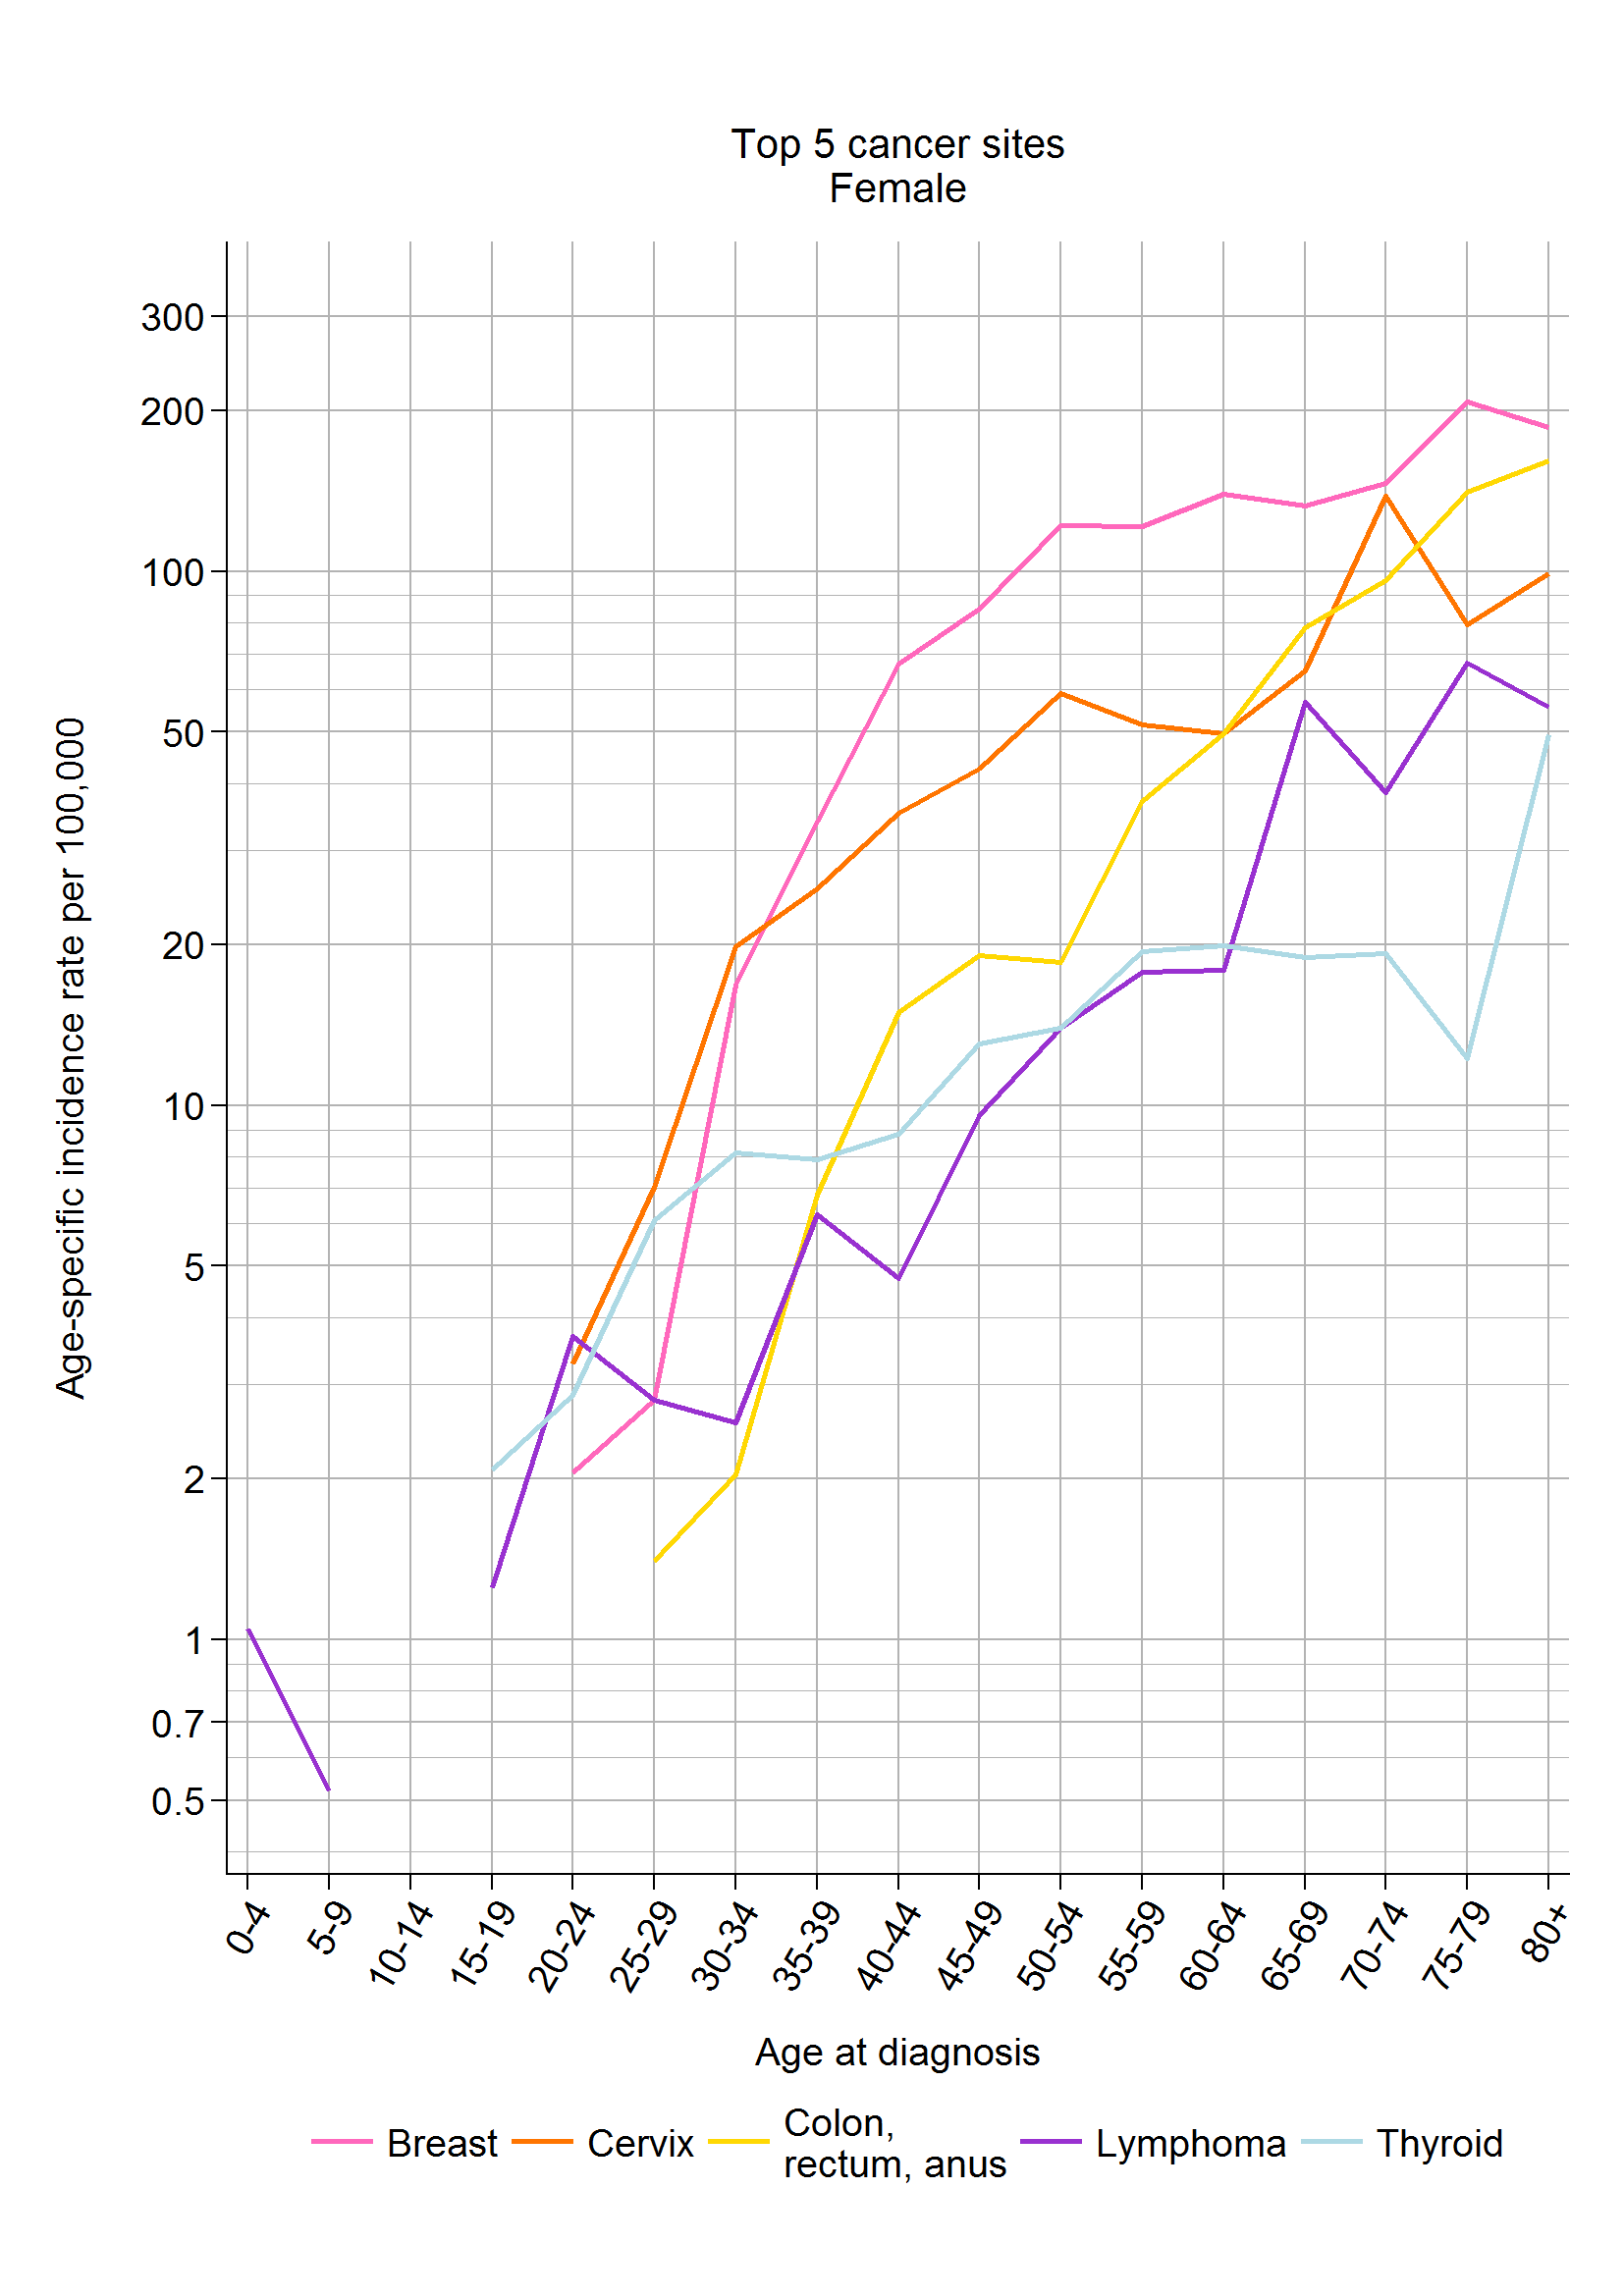 Top 5 cancer sites
Female
Age-specific incidence rate per 100,000
300
200
100
50
20
10
5
2
1
0.7
0.5
0-4
5-9
10-14
15-19
20-24
25-29
30-34
35-39
40-44
45-49
50-54
55-59
60-64
65-69
70-74
75-79
80+
Age at diagnosis
Breast
Cervix
Colon,
rectum, anus
Lymphoma
Thyroid